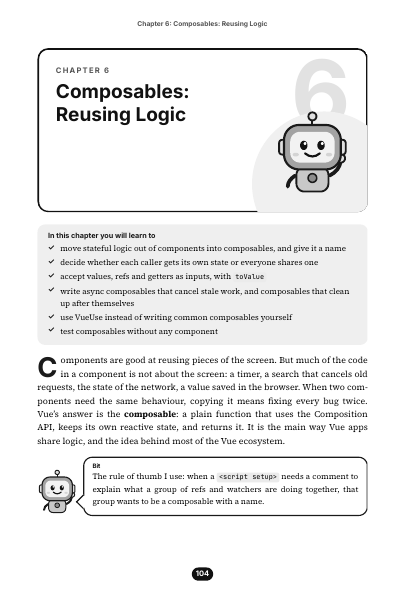 Chapter 6: Composables: Reusing Logic
CHAPTER 6
6
Composables:
Reusing Logic
In this chapter you will learn to
✓ move stateful logic out of components into composables, and give it a name
✓ decide whether each caller gets its own state or everyone shares one
✓ accept values, refs and getters as inputs, with toValue
✓ write async composables that cancel stale work, and composables that clean
up after themselves
✓ use VueUse instead of writing common composables yourself
✓ test composables without any component
Components are good at reusing pieces of the screen. But much of the code
in a component is not about the screen: a timer, a search that cancels old
requests, the state of the network, a value saved in the browser. When two com-
ponents need the same behaviour, copying it means fixing every bug twice.
Vue’s answer is the composable: a plain function that uses the Composition
API, keeps its own reactive state, and returns it. It is the main way Vue apps
share logic, and the idea behind most of the Vue ecosystem.
Bit
The rule of thumb I use: when a <script setup> needs a comment to
explain what a group of refs and watchers are doing together, that
group wants to be a composable with a name.
104